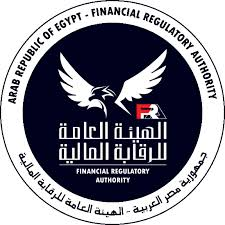 ARAB REPUBLIC OF EGYPT - FINANCIAL REGULATORY AUTHORITY
FRA
الهيئة العامة
للرقابة المالية
FINANCIAL REGULATORY
AUTHORITY
جمهورية مصر العربية - الهيئة العامة للرقابة المالية